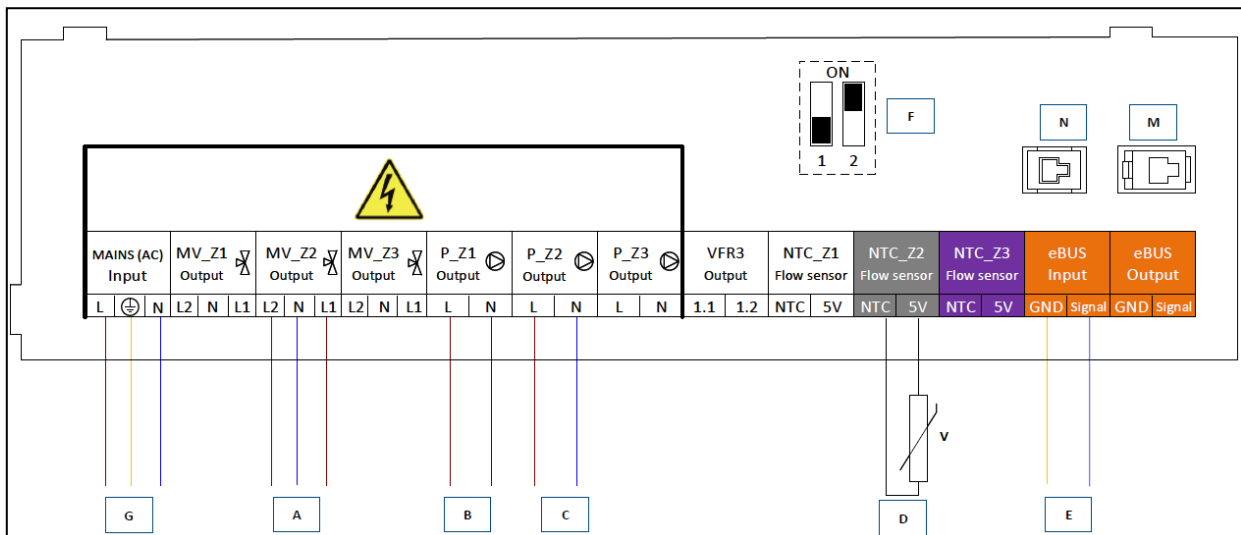 ON
F
N
M
1 2
MAINS (AC) MV_Z1 MV_Z2 MV_Z3 P_Z1 P_Z2 P_Z3 VFR3 NTC_Z1 NTC_Z2 NTC_Z3 eBUS eBUS
Input Output Output Output Output Output Output Output Flow sensor Flow sensor Flow sensor Input Output
L N L2 N L1 L2 N L1 L2 N L1 L N L N L N 1.1 1.2 NTC 5V NTC 5V NTC 5V GND Signal GND Signal
V
G A B C D E